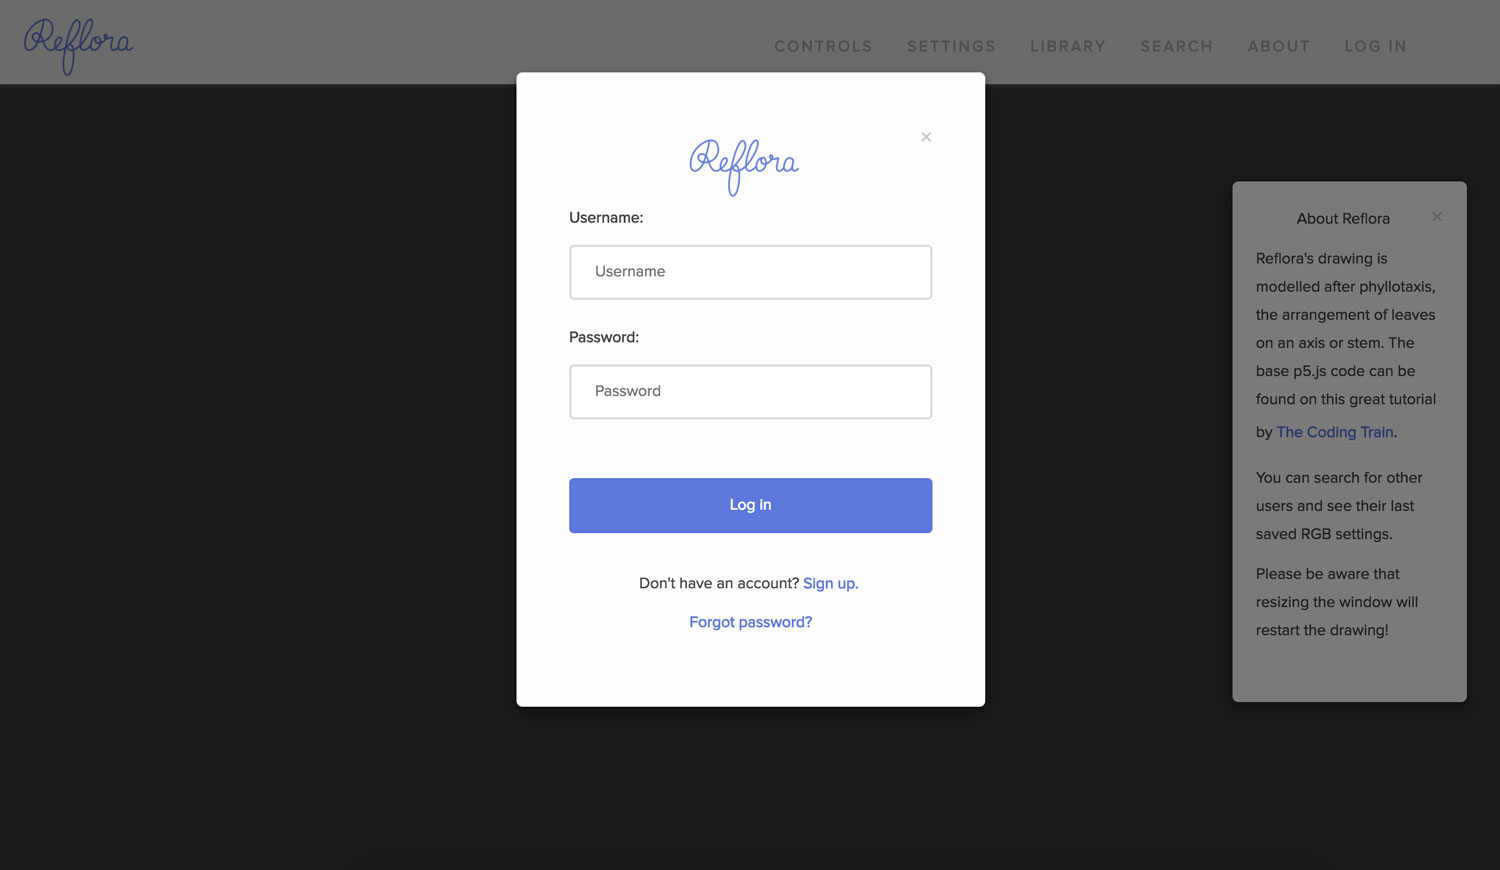 Reflora
CONTROLS SETTINGS LIBRARY SEARCH ABOUT LOG IN
×
Reflora
Username:
Username
Password:
Password
Log in
Don't have an account? Sign up.
Forgot password?
About Reflora ×
Reflora's drawing is
modelled after phyllotaxis,
the arrangement of leaves
on an axis or stem. The
base p5.js code can be
found on this great tutorial
by The Coding Train.
You can search for other
users and see their last
saved RGB settings.
Please be aware that
resizing the window will
restart the drawing!